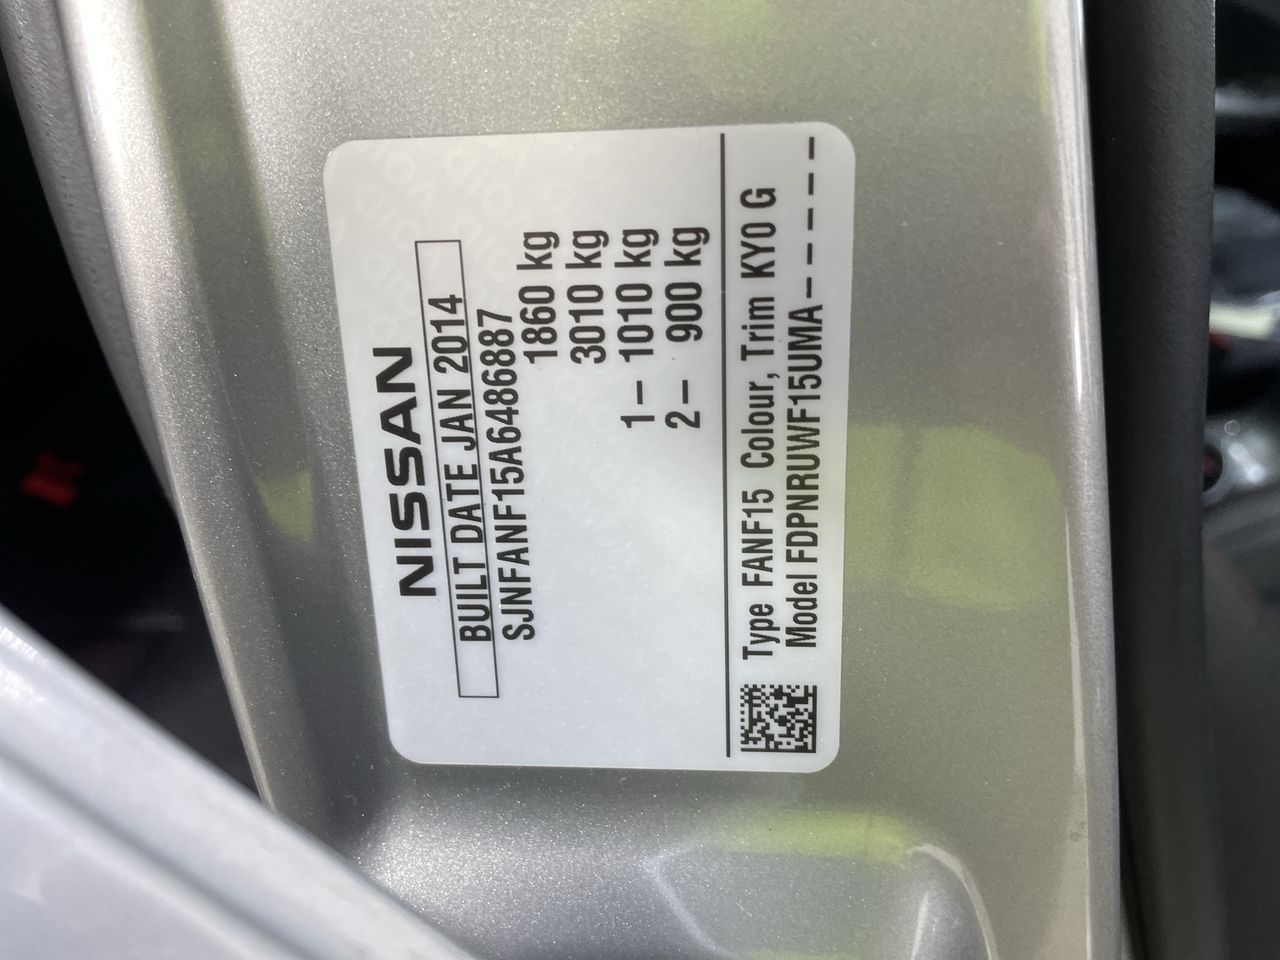 NISSAN
BUILT DATE JAN 2014
SJNFANF15A6486887
1860 kg
3010 kg
1– 1010 kg
2– 900 kg
Type FANF15 Colour, Trim KY0 G
Model FDPNRUWF15UMA–––––